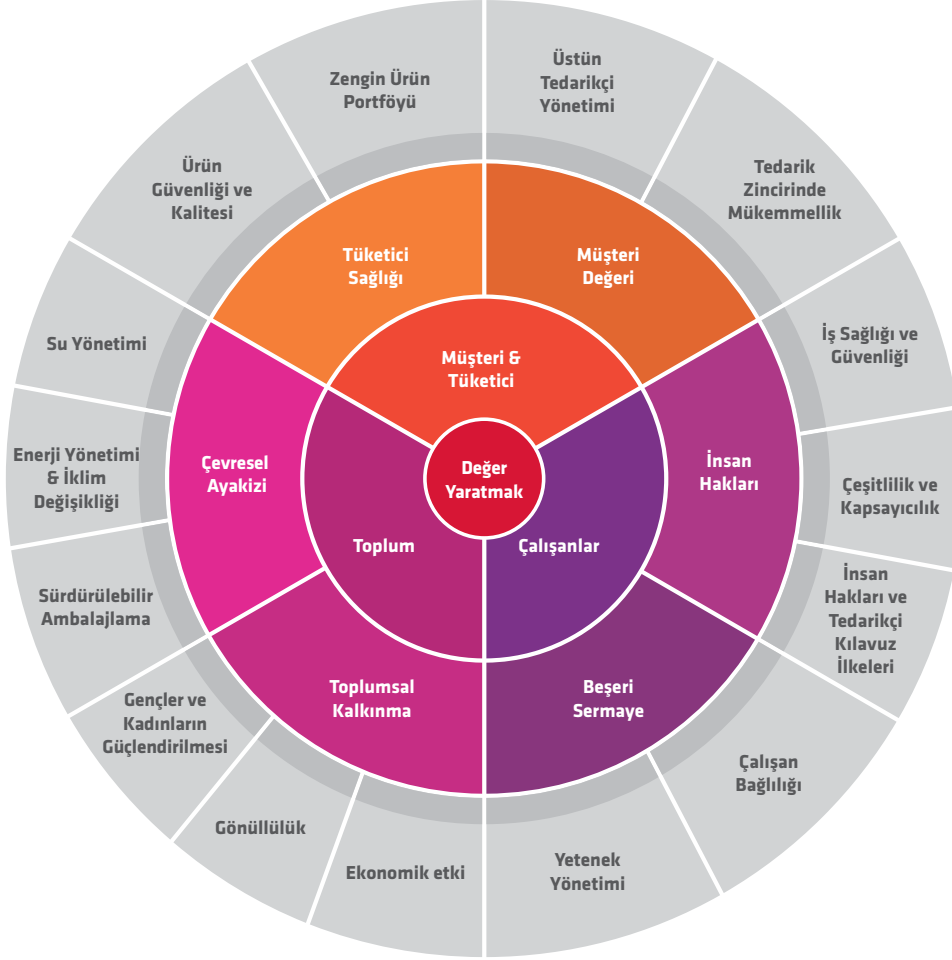 Zengin Ürün
Portföyü
Üstün
Tedarikçi
Yönetimi
Ürün
Güvenliği ve
Kalitesi
Tedarik
Zincirinde
Mükemmellik
Tüketici
Sağlığı
Müşteri
Değeri
Su Yönetimi
İş Sağlığı ve
Güvenliği
Müşteri &
Tüketici
Enerji Yönetimi
& İklim
Değişikliği
Çevresel
Ayakizi
Değer
Yaratmak
İnsan
Hakları
Çeşitlilik ve
Kapsayıcılık
Toplum
Çalışanlar
Sürdürülebilir
Ambalajlama
İnsan
Hakları ve
Tedarikçi
Kılavuz
İlkeleri
Gençler ve
Kadınların
Güçlendirilmesi
Toplumsal
Kalkınma
Beşeri
Sermaye
Çalışan
Bağlılığı
Gönüllülük
Ekonomik etki
Yetenek
Yönetimi